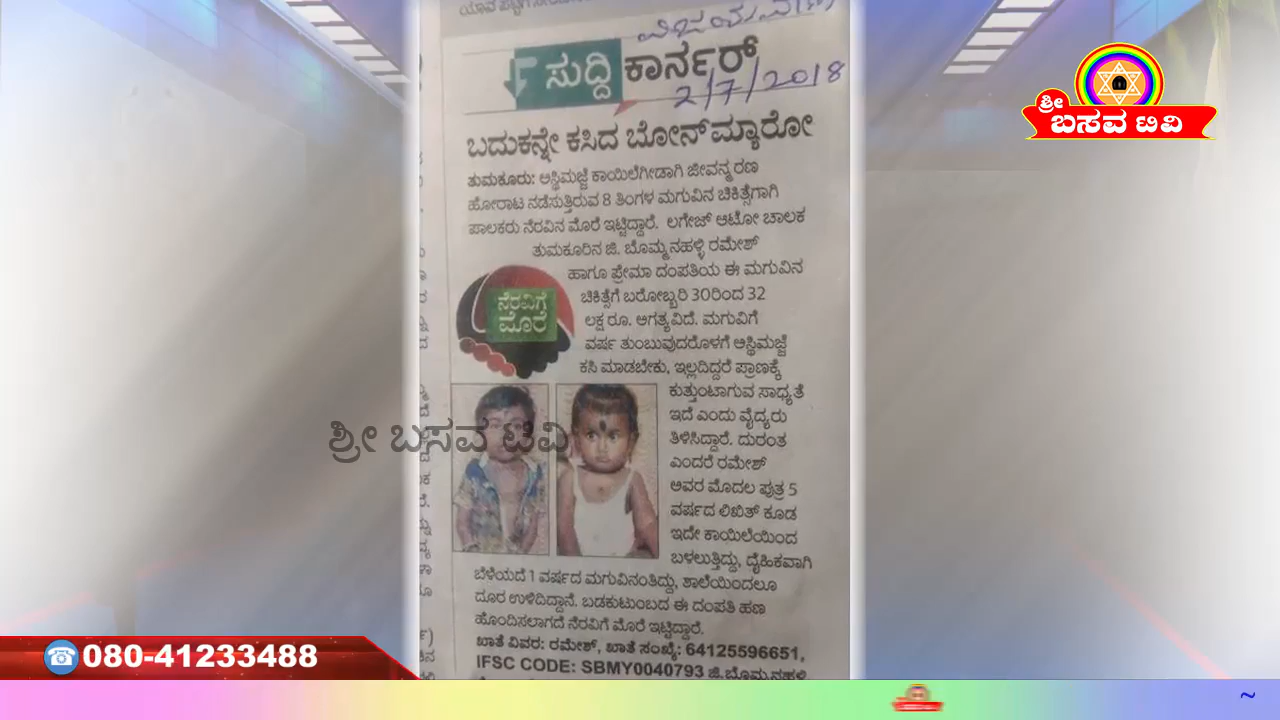 ವಿಜಯವಾಣಿ
ಸುದ್ದಿ ಕಾರ್ನರ್
2/7/2018
ಬದುಕನ್ನೇ ಕಸಿದ ಬೋನ್‌ಮ್ಯಾರೋ
ತುಮಕೂರು: ಅಸ್ಥಿಮಜ್ಜೆ ಕಾಯಿಲೆಗೀಡಾಗಿ ಜೀವನ್ಮರಣ
ಹೋರಾಟ ನಡೆಸುತ್ತಿರುವ 8 ತಿಂಗಳ ಮಗುವಿನ ಚಿಕಿತ್ಸೆಗಾಗಿ
ಪಾಲಕರು ನೆರವಿನ ಮೊರೆ ಇಟ್ಟಿದ್ದಾರೆ. ಲಗೇಜ್ ಆಟೋ ಚಾಲಕ
ತುಮಕೂರಿನ ಜಿ. ಬೊಮ್ಮನಹಳ್ಳಿ ರಮೇಶ್
ಹಾಗೂ ಪ್ರೇಮಾ ದಂಪತಿಯ ಈ ಮಗುವಿನ
ಚಿಕಿತ್ಸೆಗೆ ಬರೋಬ್ಬರಿ 30ರಿಂದ 32
ಲಕ್ಷ ರೂ. ಅಗತ್ಯವಿದೆ. ಮಗುವಿಗೆ
ವರ್ಷ ತುಂಬುವುದರೊಳಗೆ ಅಸ್ಥಿಮಜ್ಜೆ
ಕಸಿ ಮಾಡಬೇಕು, ಇಲ್ಲದಿದ್ದರೆ ಪ್ರಾಣಕ್ಕೆ
ಕುತ್ತುಂಟಾಗುವ ಸಾಧ್ಯತೆ
ಇದೆ ಎಂದು ವೈದ್ಯರು
ತಿಳಿಸಿದ್ದಾರೆ. ದುರಂತ
ಎಂದರೆ ರಮೇಶ್
ಅವರ ಮೊದಲ ಪುತ್ರ 5
ವರ್ಷದ ಲಿಖಿತ್ ಕೂಡ
ಇದೇ ಕಾಯಿಲೆಯಿಂದ
ಬಳಲುತ್ತಿದ್ದು, ದೈಹಿಕವಾಗಿ
ಬೆಳೆಯದೆ 1 ವರ್ಷದ ಮಗುವಿನಂತಿದ್ದು, ಶಾಲೆಯಿಂದಲೂ
ದೂರ ಉಳಿದಿದ್ದಾನೆ. ಬಡಕುಟುಂಬದ ಈ ದಂಪತಿ ಹಣ
ಹೊಂದಿಸಲಾಗದೆ ನೆರವಿಗೆ ಮೊರೆ ಇಟ್ಟಿದ್ದಾರೆ.
ಖಾತೆ ವಿವರ: ರಮೇಶ್, ಖಾತೆ ಸಂಖ್ಯೆ: 64125596651,
IFSC CODE: SBMY0040793 ಜಿ.ಬೊಮ್ಮನಹಳ್ಳಿ
ನೆರವಿಗೆ
ಮೊರೆ
ಶ್ರೀ ಬಸವ ಟಿವಿ
ಶ್ರೀ
ಬಸವ ಟಿವಿ
080-41233488
~